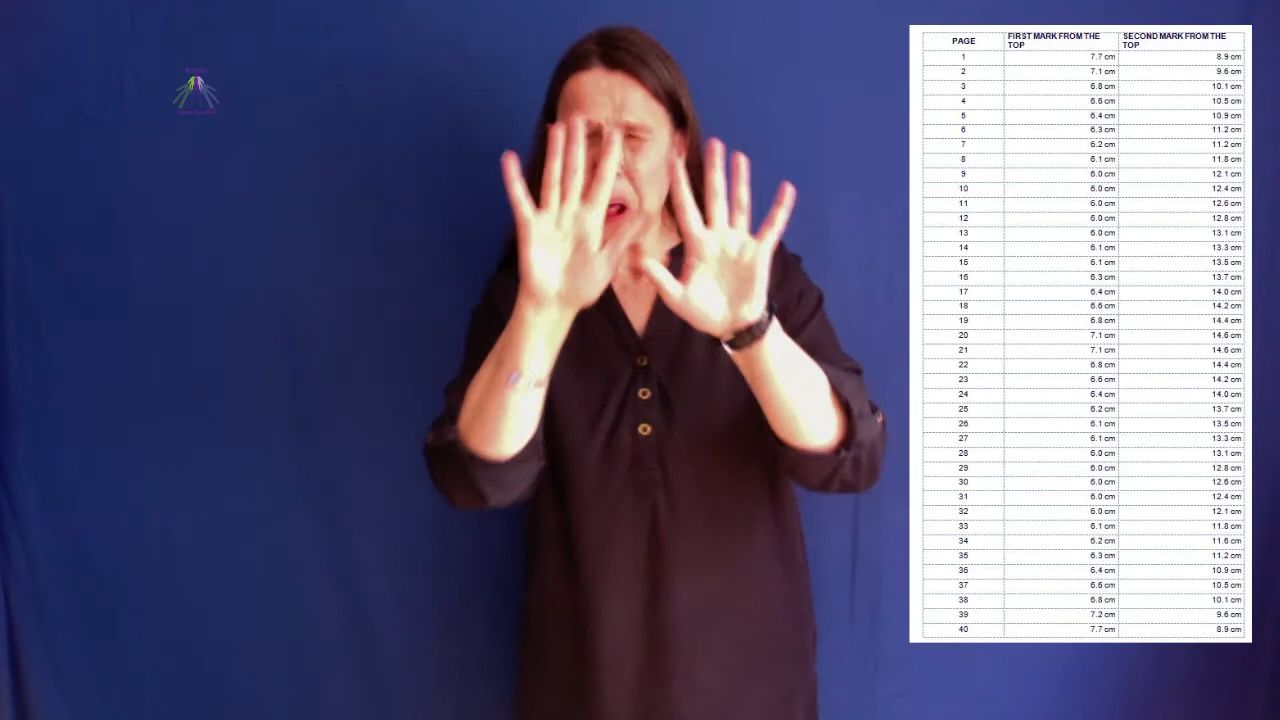 PAGE FIRST MARK FROM THE TOP SECOND MARK FROM THE TOP
1 7.7 cm 8.9 cm
2 7.1 cm 9.6 cm
3 6.8 cm 10.1 cm
4 6.6 cm 10.5 cm
5 6.4 cm 10.9 cm
6 6.3 cm 11.2 cm
7 6.2 cm 11.2 cm
8 6.1 cm 11.8 cm
9 6.0 cm 12.1 cm
10 6.0 cm 12.4 cm
11 6.0 cm 12.6 cm
12 6.0 cm 12.8 cm
13 6.0 cm 13.1 cm
14 6.1 cm 13.3 cm
15 6.1 cm 13.5 cm
16 6.3 cm 13.7 cm
17 6.4 cm 14.0 cm
18 6.6 cm 14.2 cm
19 6.8 cm 14.4 cm
20 7.1 cm 14.6 cm
21 7.1 cm 14.6 cm
22 6.8 cm 14.4 cm
23 6.6 cm 14.2 cm
24 6.4 cm 14.0 cm
25 6.2 cm 13.7 cm
26 6.1 cm 13.5 cm
27 6.1 cm 13.3 cm
28 6.0 cm 13.1 cm
29 6.0 cm 12.8 cm
30 6.0 cm 12.6 cm
31 6.0 cm 12.4 cm
32 6.0 cm 12.1 cm
33 6.1 cm 11.8 cm
34 6.2 cm 11.6 cm
35 6.3 cm 11.2 cm
36 6.4 cm 10.9 cm
37 6.6 cm 10.5 cm
38 6.8 cm 10.1 cm
39 7.2 cm 9.6 cm
40 7.7 cm 8.9 cm